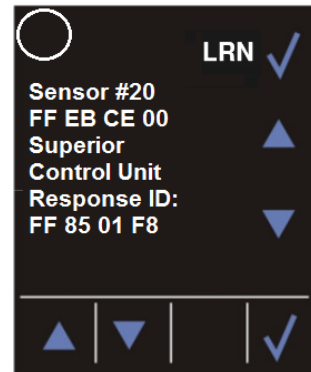 LRN
Sensor #20
FF EB CE 00
Superior
Control Unit
Response ID:
FF 85 01 F8